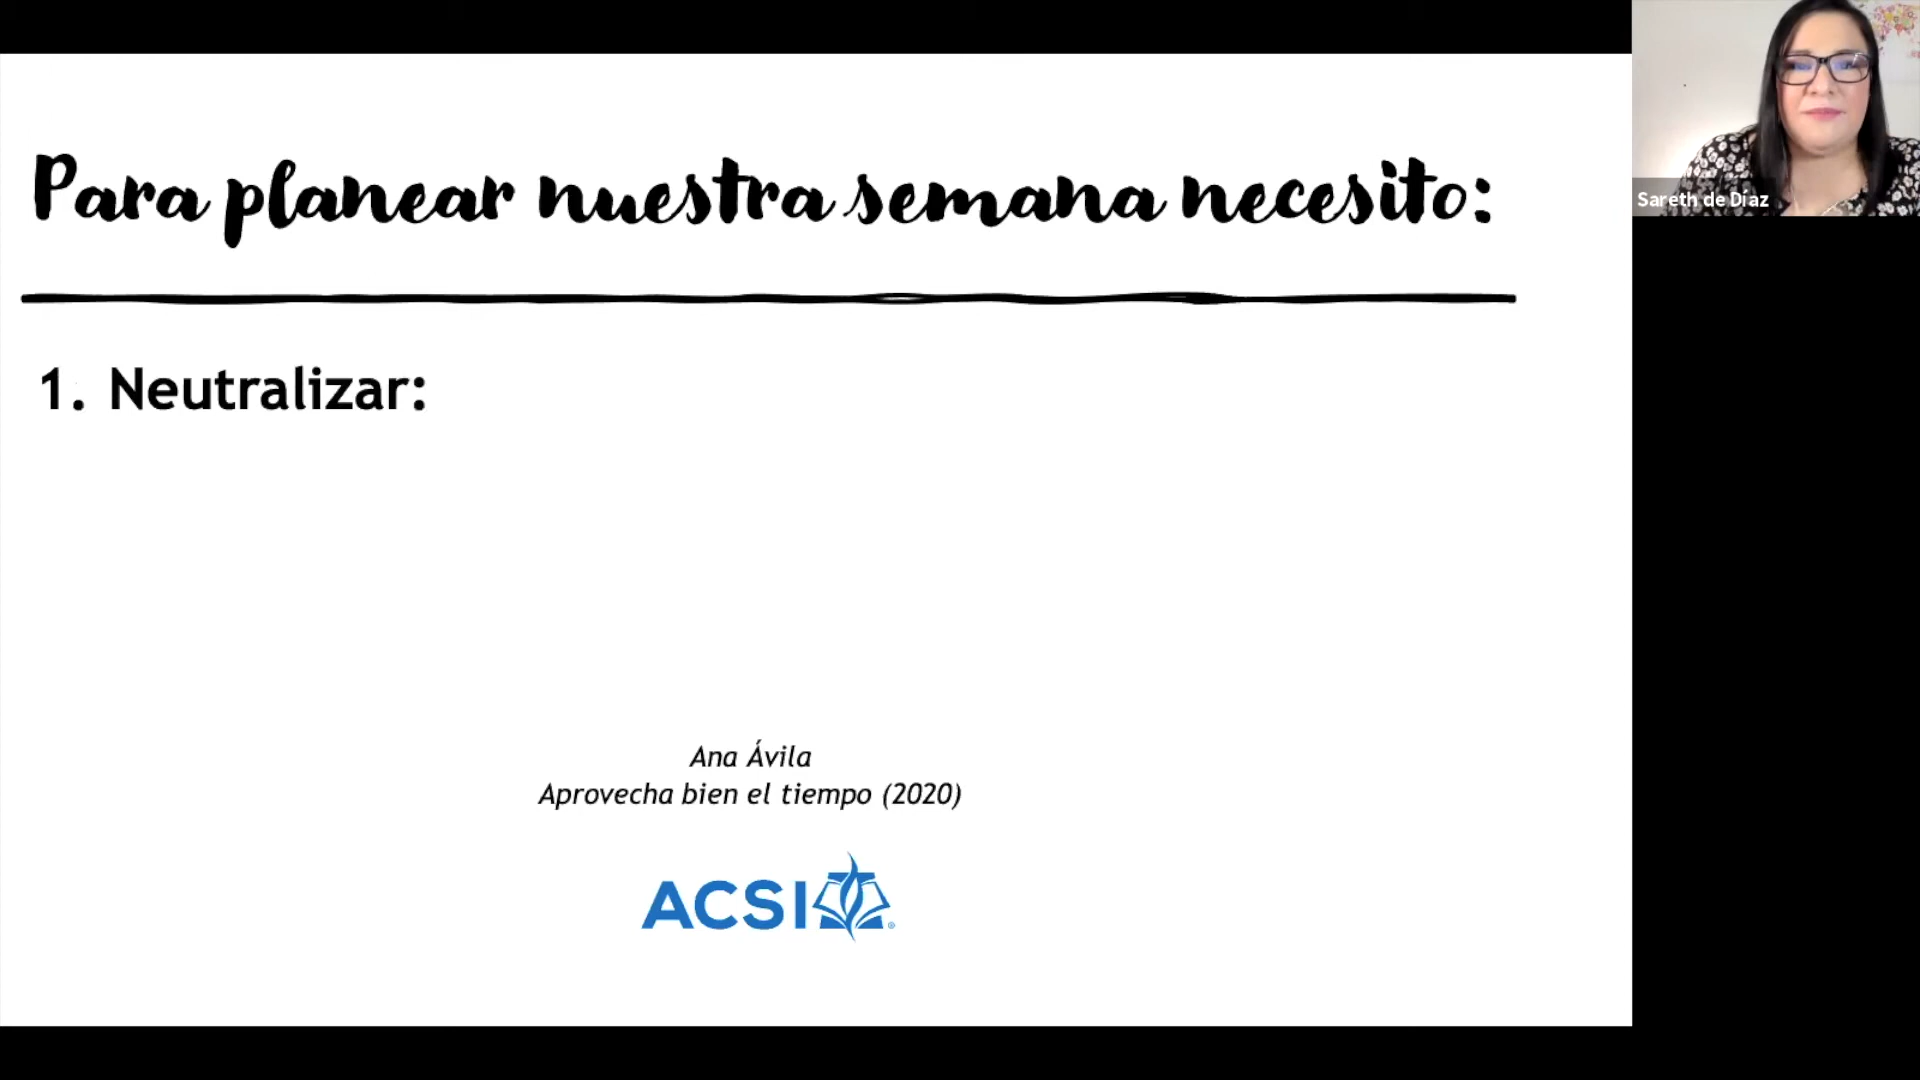 Para planear nuestra semana necesito:
1. Neutralizar:
Ana Ávila
Aprovecha bien el tiempo (2020)
ACSI
Sareth de Díaz